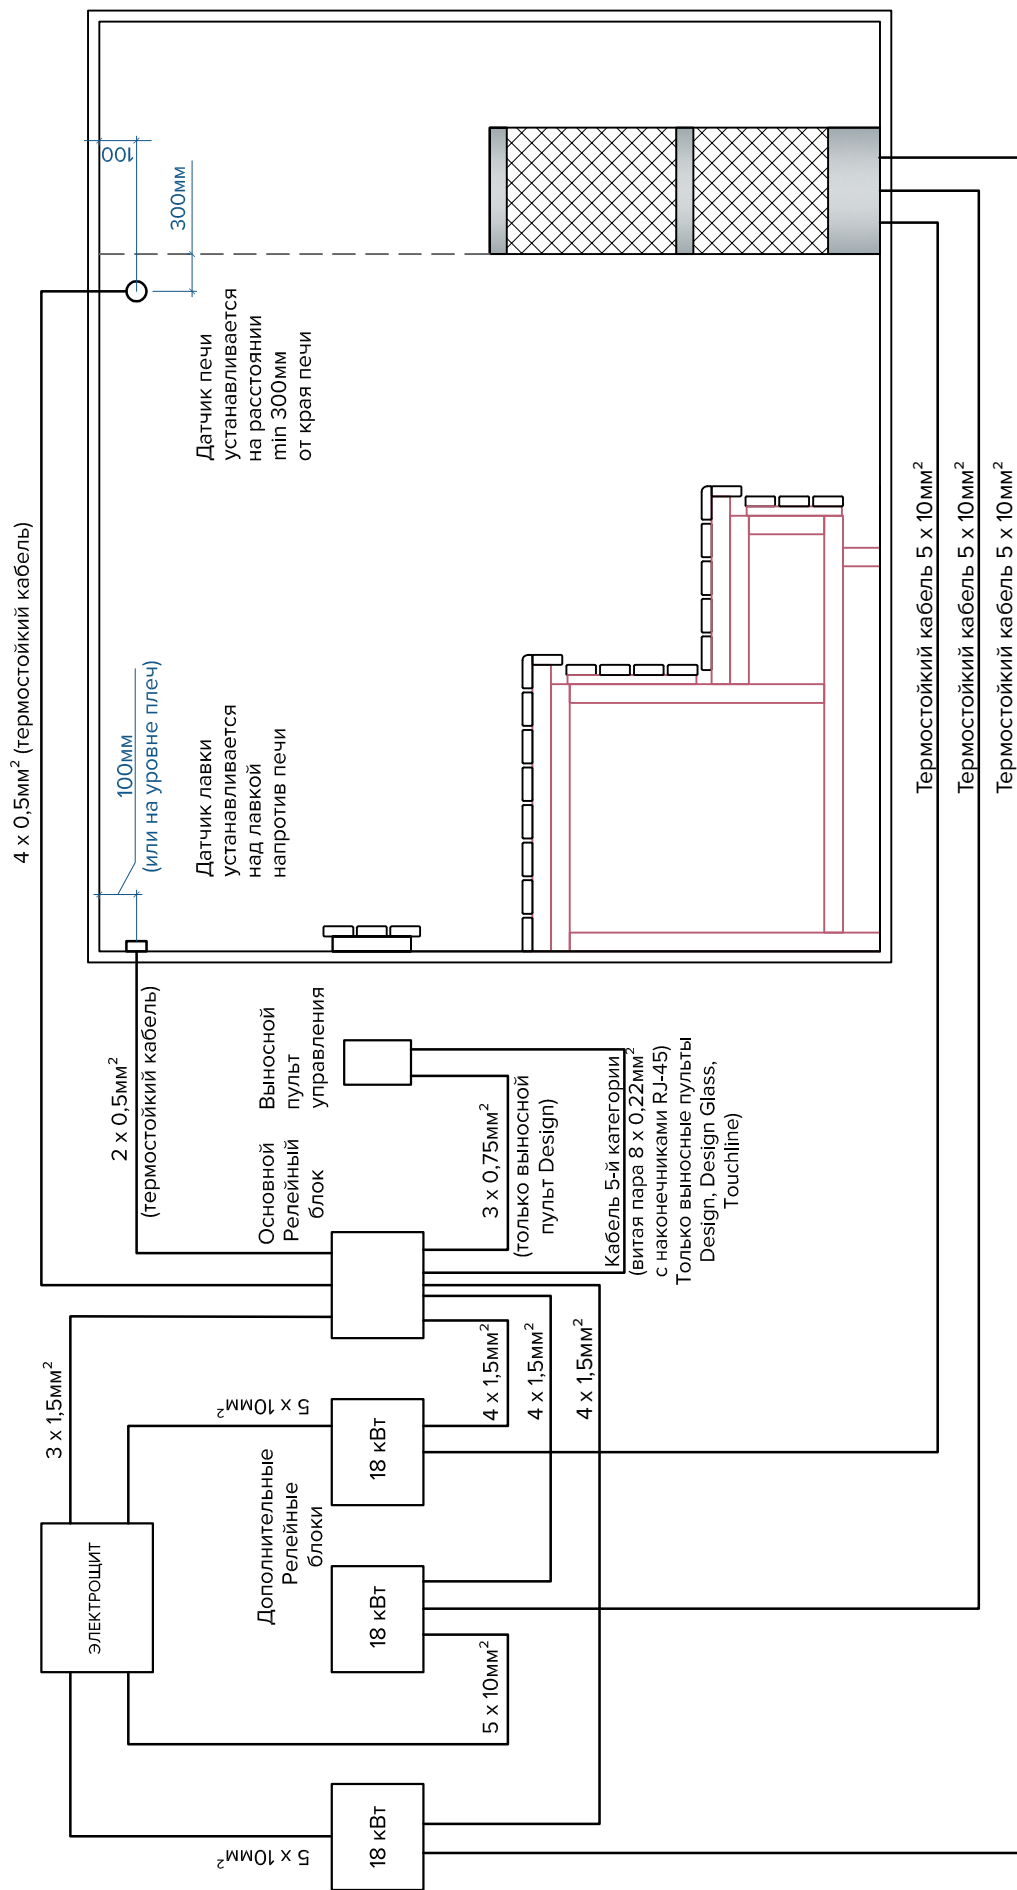 4 x 0,5мм² (термостойкий кабель)
100
300мм
Датчик печи
устанавливается
на расстоянии
min 300мм
от края печи
100мм
(или на уровне плеч)
Датчик лавки
устанавливается
над лавкой
напротив печи
2 x 0,5мм²
(термостойкий кабель)
Выносной
пульт
управления
Основной
Релейный
блок
3 x 0,75мм²
(только выносной
пульт Design)
Кабель 5-й категории
(витая пара 8 x 0,22мм²
с наконечниками RJ-45)
Только выносные пульты
Design, Design Glass,
Touchline)
3 x 1,5мм²
5 x 10мм²
4 x 1,5мм²
4 x 1,5мм²
4 x 1,5мм²
ЭЛЕКТРОЩИТ
Дополнительные
Релейные
блоки
18 кВт
18 кВт
18 кВт
5 x 10мм²
5 x 10мм²
Термостойкий кабель 5 x 10мм²
Термостойкий кабель 5 x 10мм²
Термостойкий кабель 5 x 10мм²